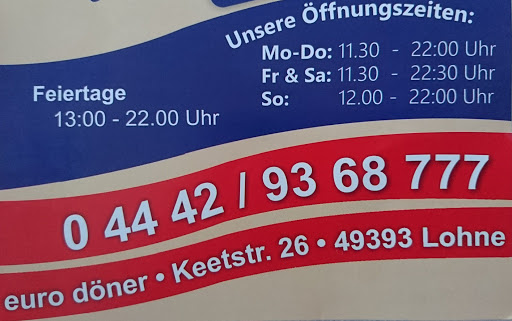 Unsere Öffnungszeiten:
Mo-Do: 11.30 - 22:00 Uhr
Fr & Sa: 11.30 - 22:30 Uhr
So: 12.00 - 22:00 Uhr
Feiertage
13:00 - 22.00 Uhr
0 44 42 / 93 68 777
euro döner • Keetstr. 26 • 49393 Lohne